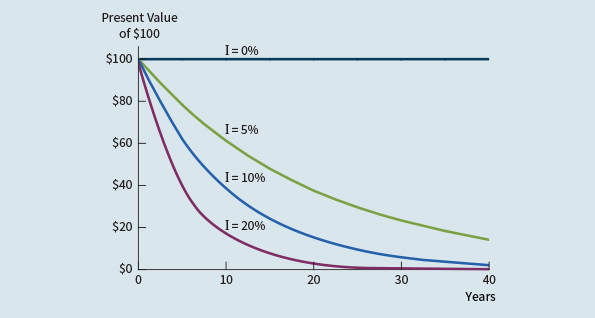 Present Value
of $100
I = 0%
$100
$80
I = 5%
$60
I = 10%
$40
I = 20%
$20
$0
0 10 20 30 40
Years